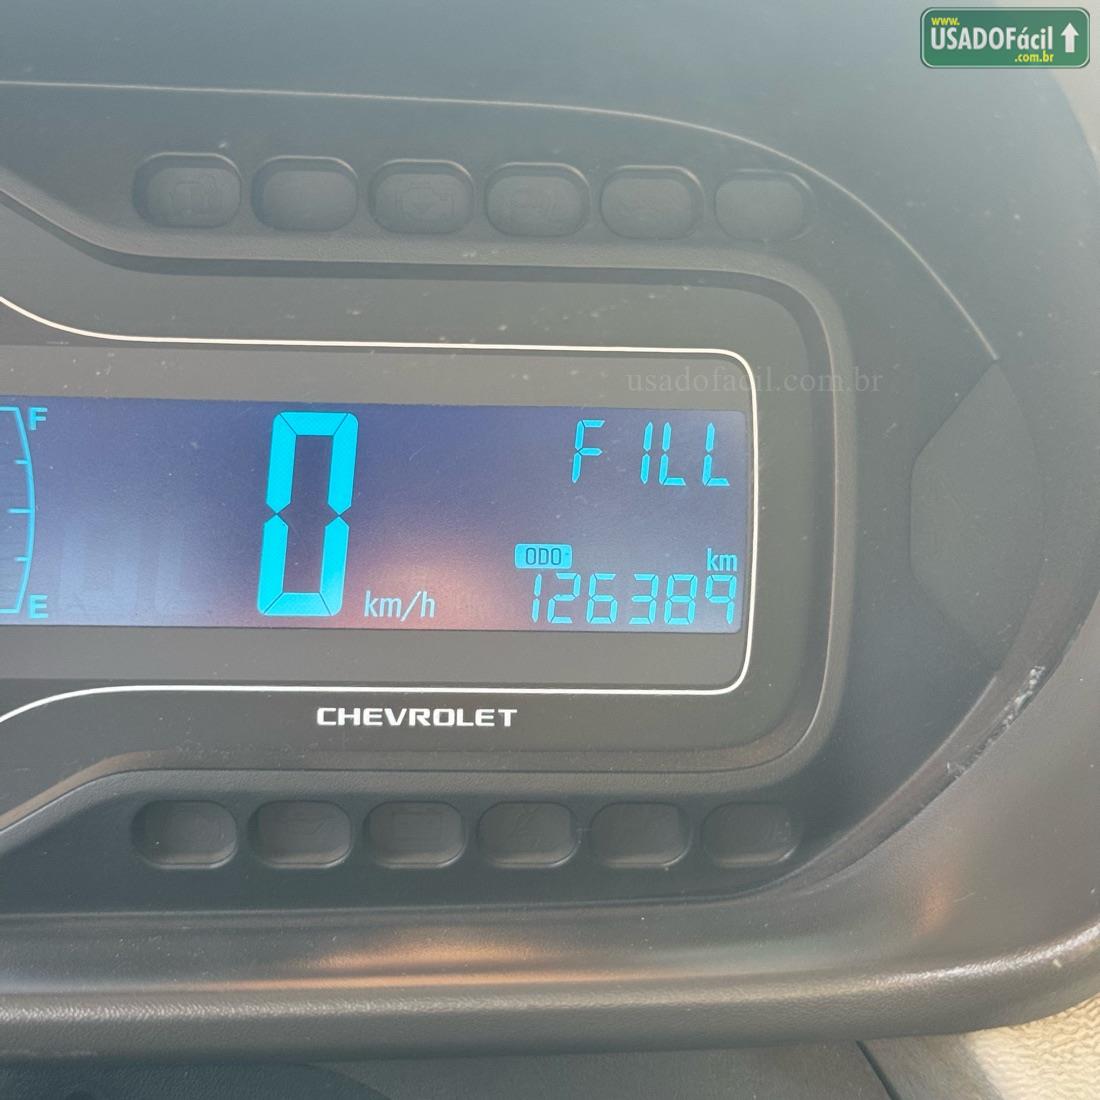 www.
USADOFácil
.com.br
usadofacil.com.br
F
FILL
0
ODO
km
E
km/h
126389
CHEVROLET